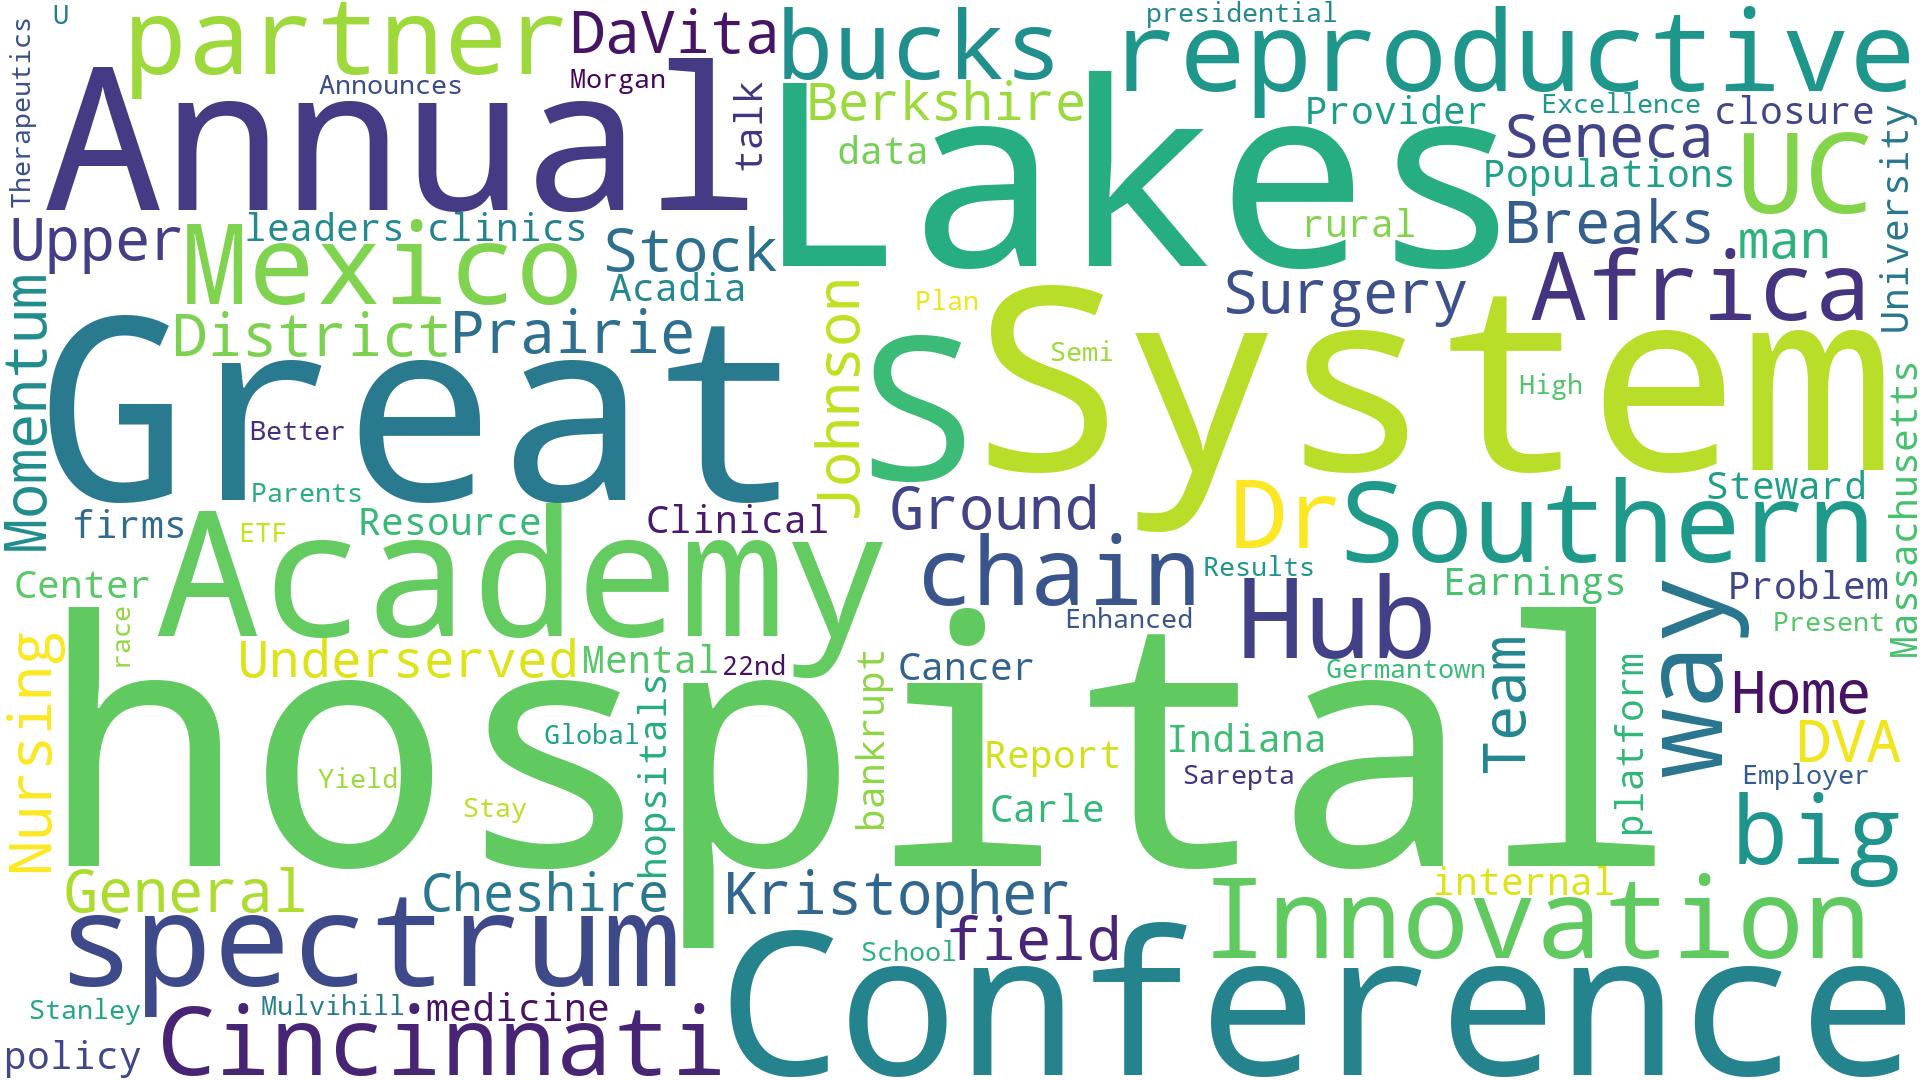 U
partner
DaVita
bucks
presidential
reproductive
Therapeutics
Announces
Morgan
Annual
talk
Berkshire
Lakes
data
Provider
Excellence
closure
Seneca
UC
University
Populations
Upper
leaders
clinics
Mexico
Stock
Acadia
rural
Breaks
man
Africa
Surgery
Momentum
District
Prairie
Johnson
Plan
System
Semi
High
Great
s
Better
Parents
Massachusetts
firms
ETF
Resource
Clinical
Ground
Dr
Southern
Steward
Academy
chain
Results
Center
race
Enhanced
Hub
Earnings
way
Problem
Present
Nursing
Underserved
Mental
22nd
bankrupt
Cancer
Germantown
Team
platform
Home
hospital
Global
hopsitals
Report
Indiana
DVA
Yield
Stay
Sarepta
Carle
Employer
big
General
Cheshire
Kristopher
internal
Innovation
spectrum
School
field
Conference
Stanley
Mulvihill
medicine
policy
Cincinnati